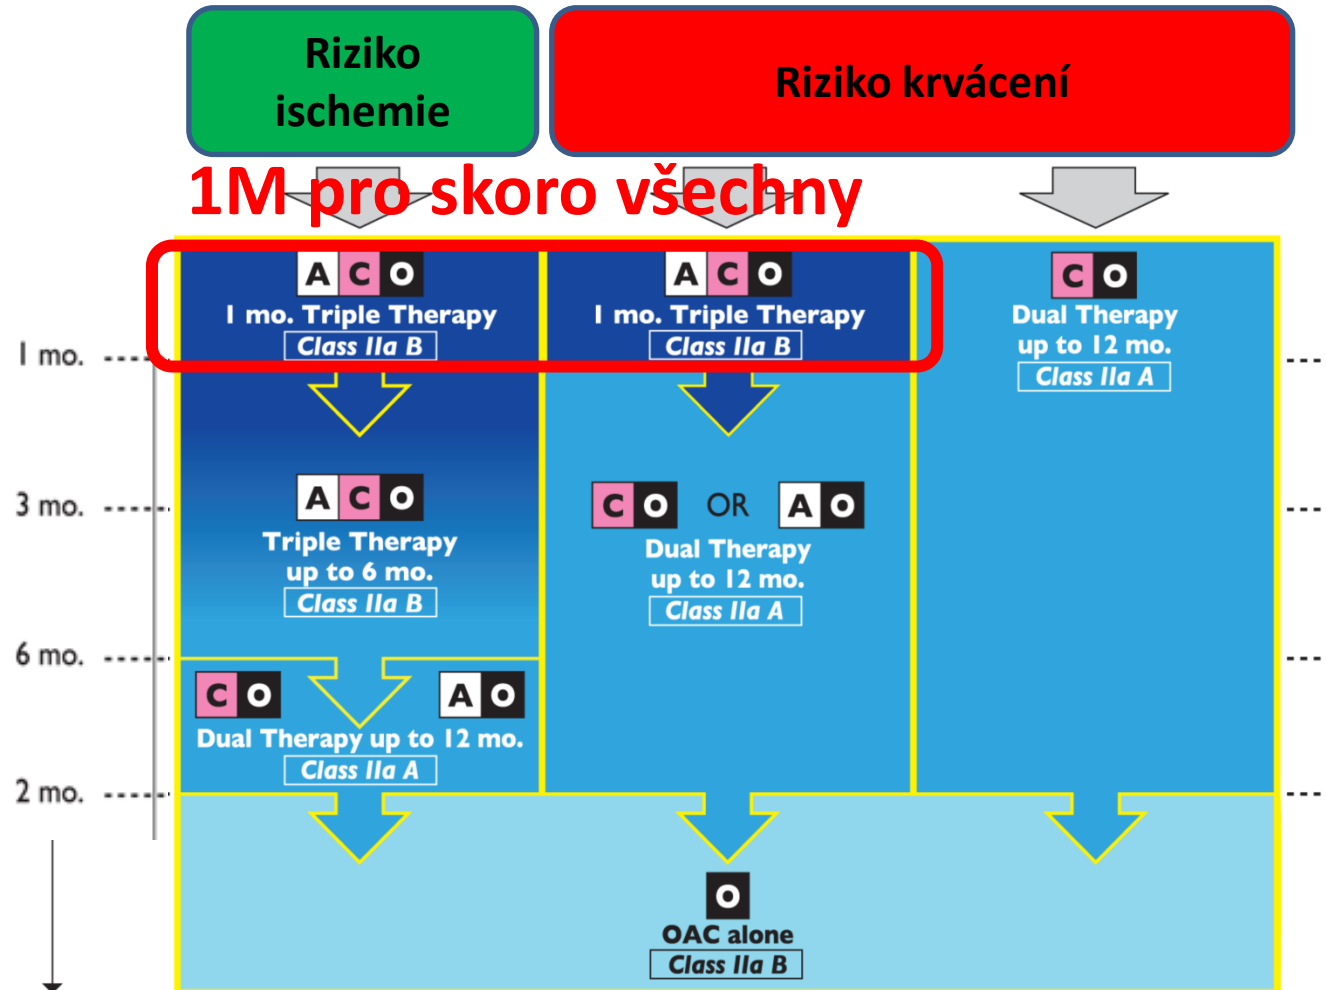 Riziko
ischemie
Riziko krvácení
1M pro skoro všechny
A C O
1 mo. Triple Therapy
Class IIa B
A C O
1 mo. Triple Therapy
Class IIa B
C O
Dual Therapy
up to 12 mo.
Class IIa A
1 mo.
A C O
Triple Therapy
up to 6 mo.
Class IIa B
C O OR A O
Dual Therapy
up to 12 mo.
Class IIa A
3 mo.
6 mo.
C O A O
Dual Therapy up to 12 mo.
Class IIa A
2 mo.
O
OAC alone
Class IIa B